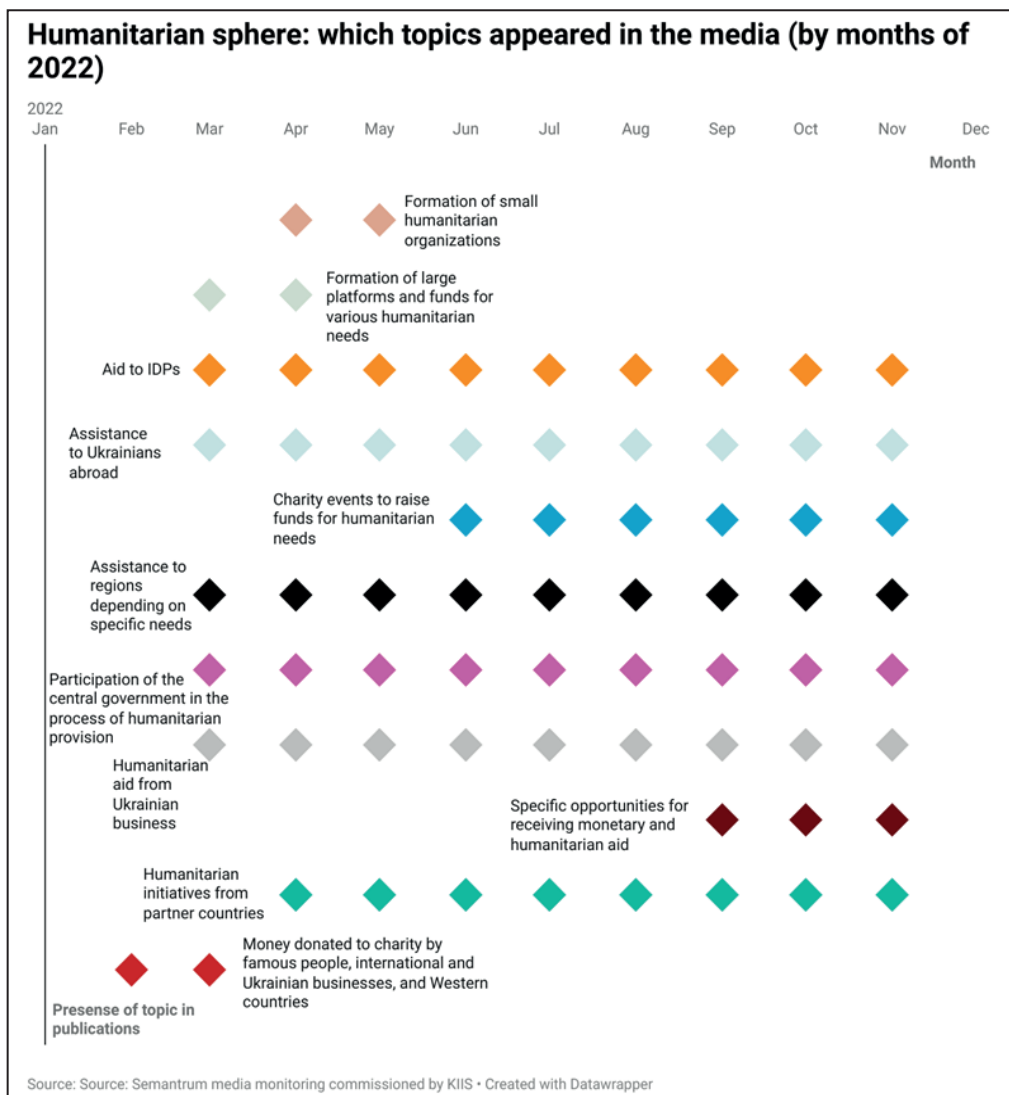 Humanitarian sphere: which topics appeared in the media (by months of
2022)
2022
Jan Feb Mar Apr May Jun Jul Aug Sep Oct Nov Dec
Month
Formation of small
humanitarian
organizations
Formation of large
platforms and funds for
various humanitarian
needs
Aid to IDPs
Assistance
to Ukrainians
abroad
Charity events to raise
funds for humanitarian
needs
Assistance to
regions
depending on
specific needs
Participation of the
central government in the
process of humanitarian
provision
Humanitarian
aid from
Ukrainian
business
Specific opportunities for
receiving monetary and
humanitarian aid
Humanitarian
initiatives from
partner countries
Money donated to charity by
famous people, international and
Ukrainian businesses, and Western
countries
Presense of topic in
publications
Source: Source: Semantrum media monitoring commissioned by KIIS • Created with Datawrapper